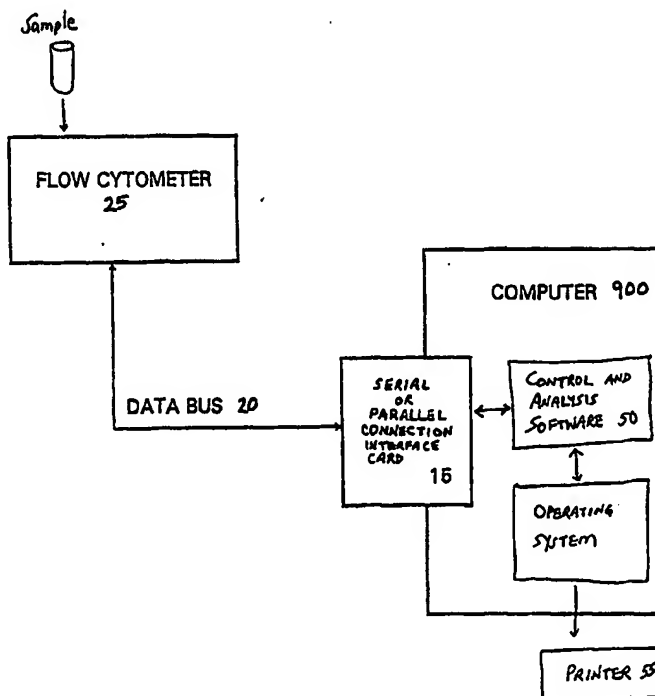 Sample
FLOW CYTOMETER
25
COMPUTER 900
DATA BUS 20
SERIAL
OR
PARALLEL
CONNECTION
INTERFACE
CARD
15
CONTROL AND
ANALYSIS
SOFTWARE 50
OPERATING
SYSTEM
PRINTER 55